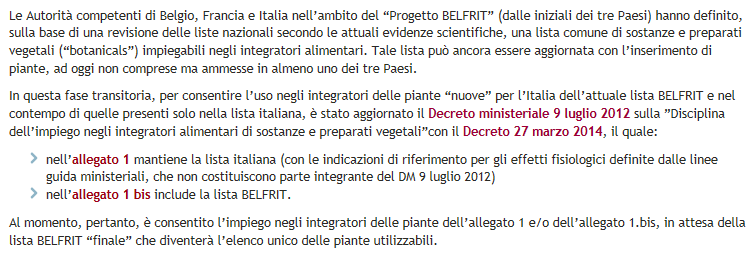 Le Autorità competenti di Belgio, Francia e Italia nell'ambito del "Progetto BELFRIT" (dalle iniziali dei tre Paesi) hanno definito,
sulla base di una revisione delle liste nazionali secondo le attuali evidenze scientifiche, una lista comune di sostanze e preparati
vegetali ("botanicals") impiegabili negli integratori alimentari. Tale lista può ancora essere aggiornata con l'inserimento di
piante, ad oggi non comprese ma ammesse in almeno uno dei tre Paesi.
In questa fase transitoria, per consentire l'uso negli integratori delle piante "nuove" per l'Italia dell'attuale lista BELFRIT e nel
contempo di quelle presenti solo nella lista italiana, è stato aggiornato il Decreto ministeriale 9 luglio 2012 sulla "Disciplina
dell'impiego negli integratori alimentari di sostanze e preparati vegetali"con il Decreto 27 marzo 2014, il quale:
nell'allegato 1 mantiene la lista italiana (con le indicazioni di riferimento per gli effetti fisiologici definite dalle linee
guida ministeriali, che non costituiscono parte integrante del DM 9 luglio 2012)
nell'allegato 1 bis include la lista BELFRIT.
Al momento, pertanto, è consentito l'impiego negli integratori delle piante dell'allegato 1 e/o dell'allegato 1.bis, in attesa della
lista BELFRIT "finale" che diventerà l'elenco unico delle piante utilizzabili.